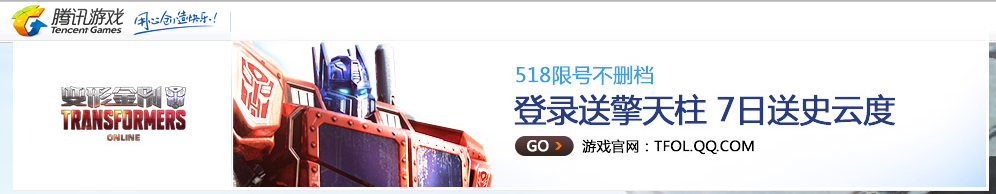 腾讯游戏
Tencent Games
用心创造快乐!
518限号不删档
登录送擎天柱 7日送史云度
GO
游戏官网：TFOL.QQ.COM
变形金刚
TRANSFORMERS
ONLINE